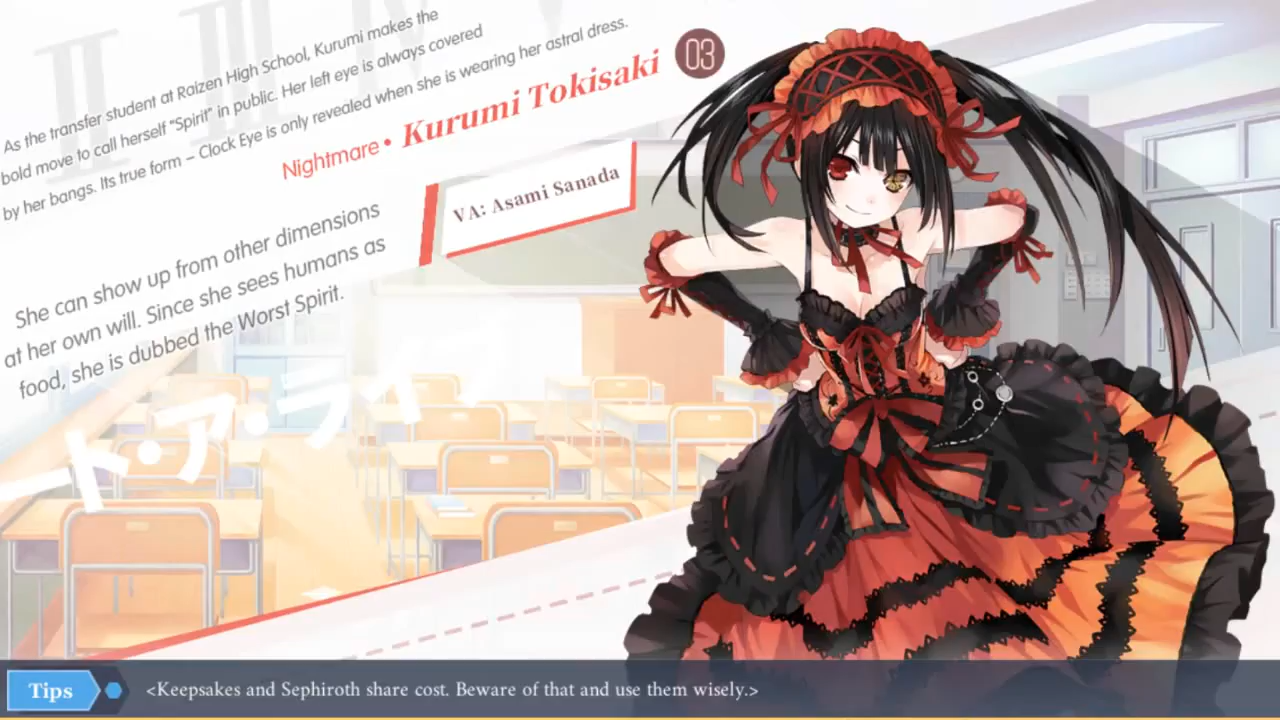 As the transfer student at Raizen High School, Kurumi makes the
bold move to call herself “Spirit” in public. Her left eye is always covered
by her bangs. Its true form – Clock Eye is only revealed when she is wearing her astral dress.
Nightmare • Kurumi Tokisaki
03
VA: Asami Sanada
She can show up from other dimensions
at her own will. Since she sees humans as
food, she is dubbed the Worst Spirit.
II III IV V
ート・ア・ライ
Tips
<Keepsakes and Sephiroth share cost. Beware of that and use them wisely.>